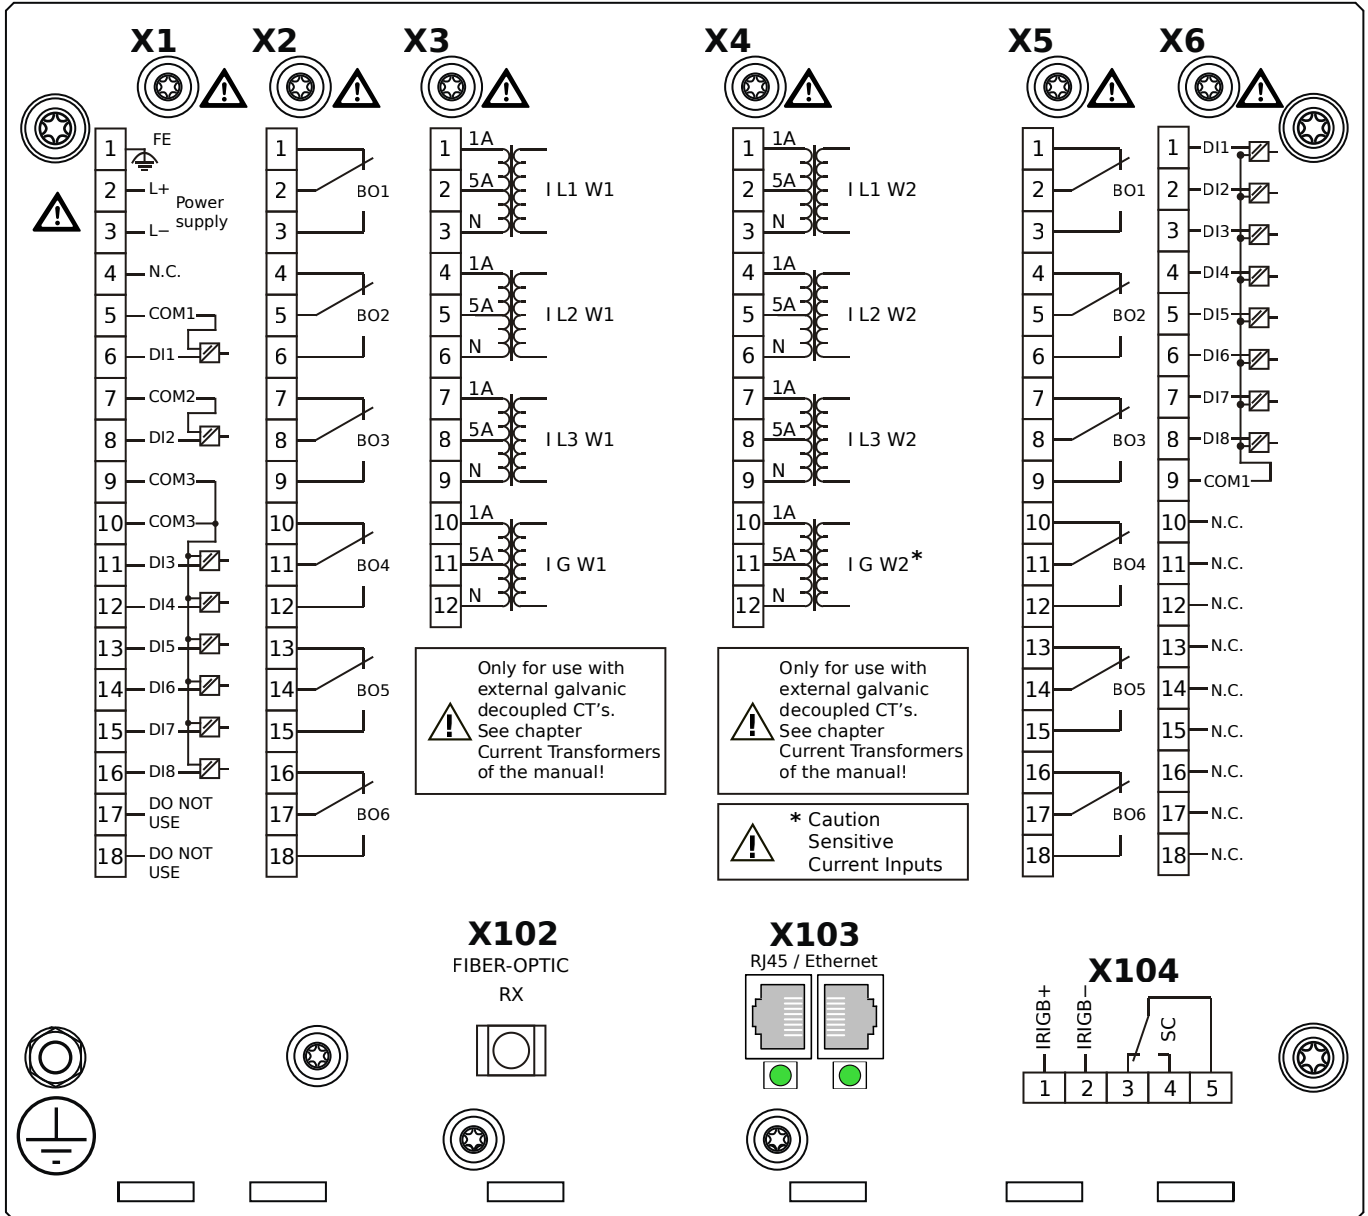 X1 X2 X3 X4 X5 X6
1 FE
2 L+
Power
supply
3 L−
4 N.C.
5 COM1
6 DI1
7 COM2
8 DI2
9 COM3
10 COM3
11 DI3
12 DI4
13 DI5
14 DI6
15 DI7
16 DI8
17 DO NOT
USE
18 DO NOT
USE
1
2 BO1
3
4
5 BO2
6
7
8 BO3
9
10
11 BO4
12
13
14 BO5
15
16
17 BO6
18
1 1A
2 5A I L1 W1
3 N
4 1A
5 5A I L2 W1
6 N
7 1A
8 5A I L3 W1
9 N
10 1A
11 5A I G W1
12 N
Only for use with
external galvanic
decoupled CT's.
See chapter
Current Transformers
of the manual!
1 1A
2 5A I L1 W2
3 N
4 1A
5 5A I L2 W2
6 N
7 1A
8 5A I L3 W2
9 N
10 1A
11 5A I G W2*
12 N
Only for use with
external galvanic
decoupled CT's.
See chapter
Current Transformers
of the manual!
* Caution
Sensitive
Current Inputs
1
2 BO1
3
4
5 BO2
6
7
8 BO3
9
10
11 BO4
12
13
14 BO5
15
16
17 BO6
18
1 DI1
2 DI2
3 DI3
4 DI4
5 DI5
6 DI6
7 DI7
8 DI8
9 COM1
10 N.C.
11 N.C.
12 N.C.
13 N.C.
14 N.C.
15 N.C.
16 N.C.
17 N.C.
18 N.C.
X102
FIBER-OPTIC
RX
X103
RJ45 / Ethernet
X104
IRIGB+
IRIGB−
SC
1 2 3 4 5